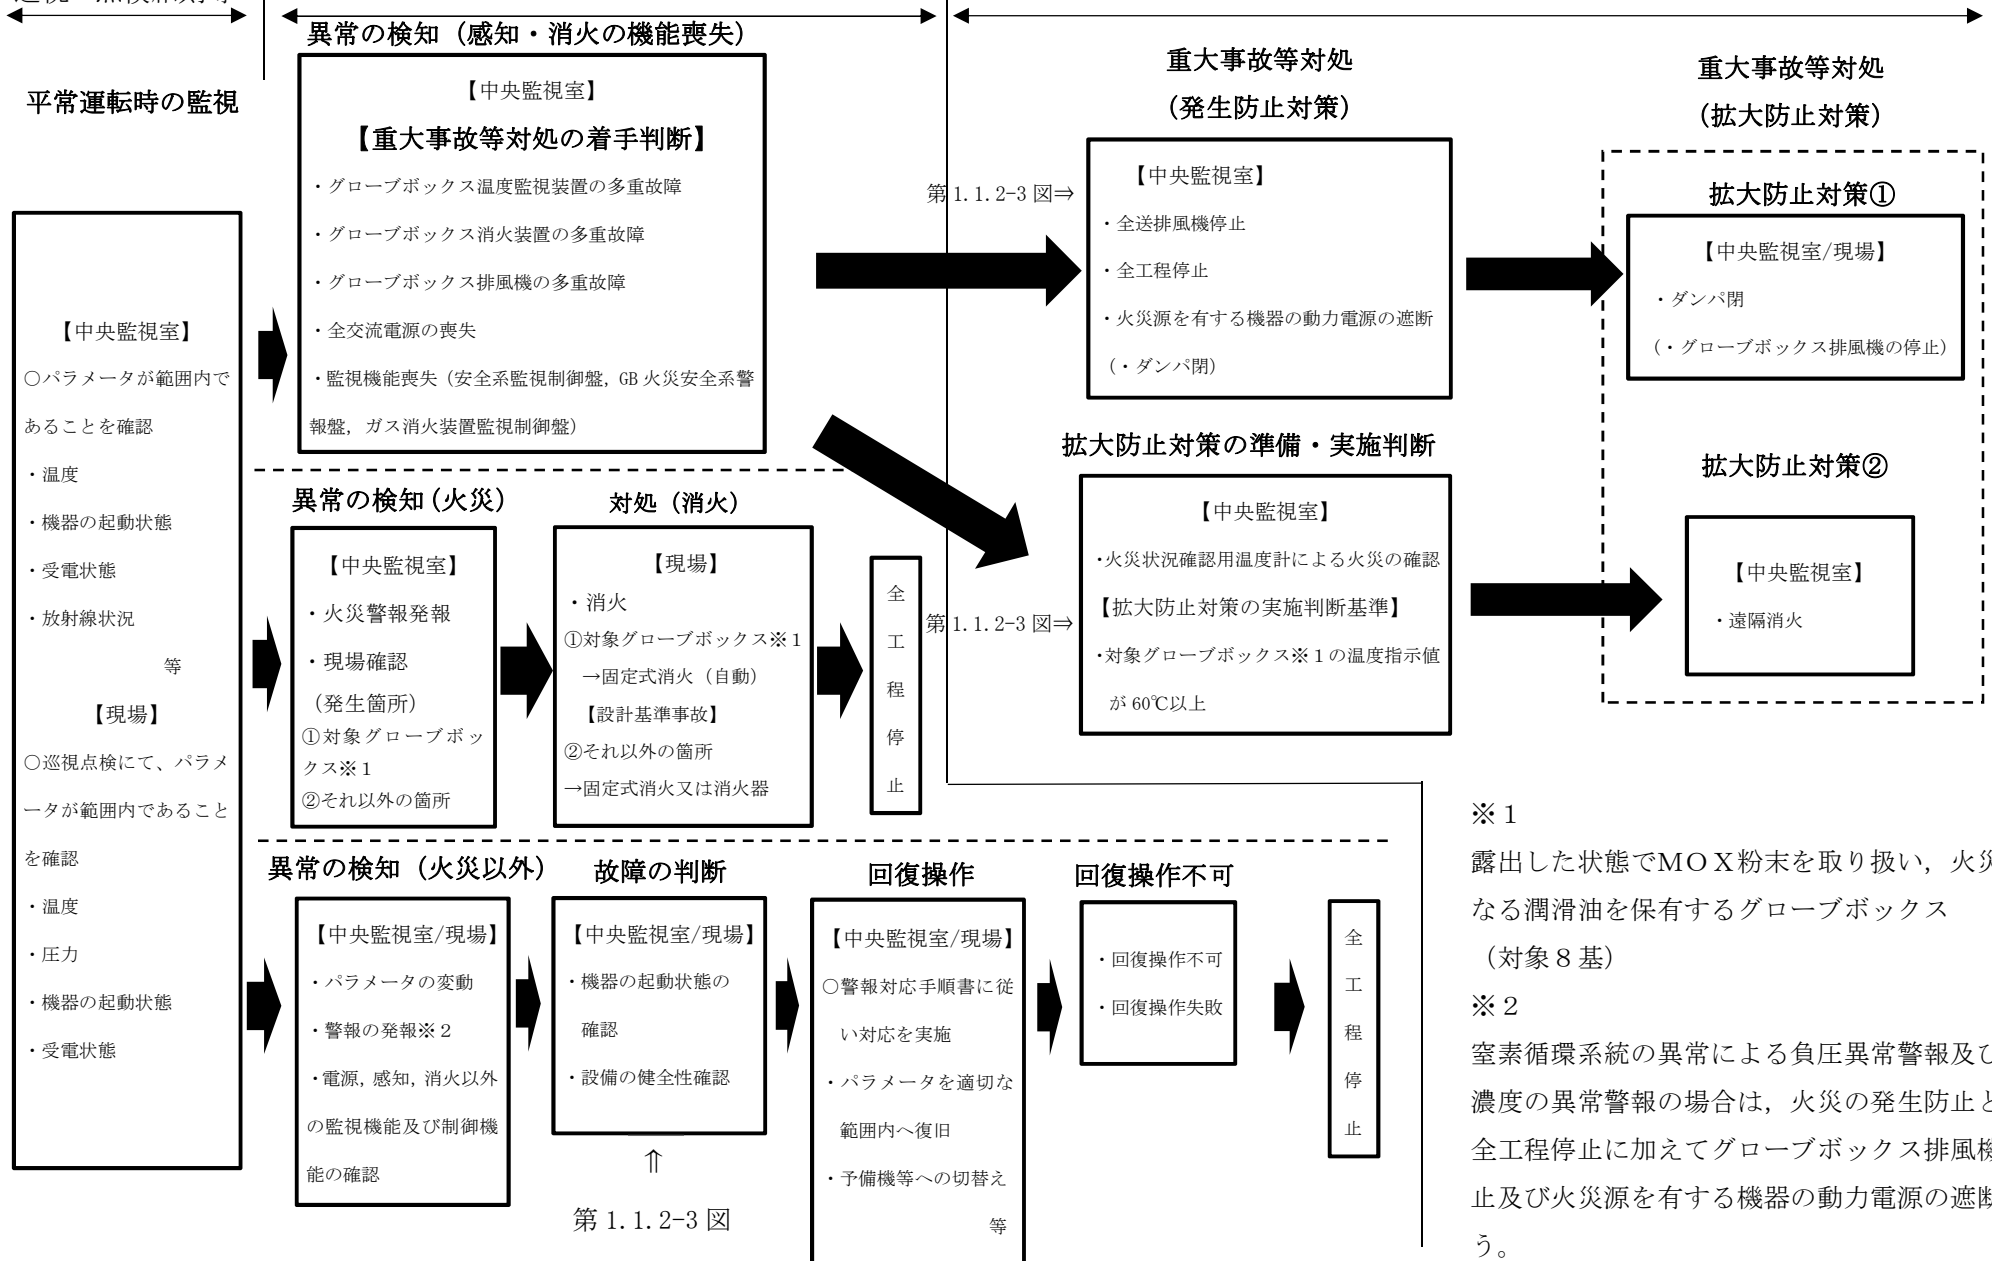 平常運転時の監視
【中央監視室】
○パラメータが範囲内で
あることを確認
・温度
・機器の起動状態
・受電状態
・放射線状況
等
【現場】
○巡視点検にて、パラメ
ータが範囲内であること
を確認
・温度
・圧力
・機器の起動状態
・受電状態
異常の検知（感知・消火の機能喪失）
【中央監視室】
【重大事故等対処の着手判断】
・グローブボックス温度監視装置の多重故障
・グローブボックス消火装置の多重故障
・グローブボックス排風機の多重故障
・全交流電源の喪失
・監視機能喪失（安全系監視制御盤，GB 火災安全系警
報盤，ガス消火装置監視制御盤）
重大事故等対処
（発生防止対策）
第 1.1.2-3 図⇒
【中央監視室】
・全送排風機停止
・全工程停止
・火災源を有する機器の動力電源の遮断
（・ダンパ閉）
重大事故等対処
（拡大防止対策）
拡大防止対策①
【中央監視室/現場】
・ダンパ閉
（・グローブボックス排風機の停止）
拡大防止対策の準備・実施判断
第 1.1.2-3 図⇒
【中央監視室】
・火災状況確認用温度計による火災の確認
【拡大防止対策の実施判断基準】
・対象グローブボックス※１の温度指示値
が 60℃以上
拡大防止対策②
【中央監視室】
・遠隔消火
異常の検知（火災）
【中央監視室】
・火災警報発報
・現場確認
（発生箇所）
①対象グローブボッ
クス※１
②それ以外の箇所
対処（消火）
【現場】
・消火
①対象グローブボックス※１
→固定式消火（自動）
【設計基準事故】
②それ以外の箇所
→固定式消火又は消火器
全
工
程
停
止
異常の検知（火災以外）
【中央監視室/現場】
・パラメータの変動
・警報の発報※２
・電源，感知，消火以外
の監視機能及び制御機
能の確認
故障の判断
【中央監視室/現場】
・機器の起動状態の
確認
・設備の健全性確認
⇑
第 1.1.2-3 図
回復操作
【中央監視室/現場】
○警報対応手順書に従
い対応を実施
・パラメータを適切な
範囲内へ復旧
・予備機等への切替え
等
回復操作不可
・回復操作不可
・回復操作失敗
全
工
程
停
止
※１
露出した状態でＭＯＸ粉末を取り扱い，火災
なる潤滑油を保有するグローブボックス
（対象８基）
※２
窒素循環系統の異常による負圧異常警報及び
濃度の異常警報の場合は，火災の発生防止と
全工程停止に加えてグローブボックス排風機
止及び火災源を有する機器の動力電源の遮断
う。